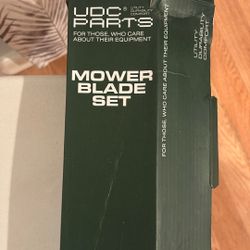 UDC®
PARTS
UTILITY
DURABILITY
COMFORT
FOR THOSE, WHO CARE
ABOUT THEIR EQUIPMENT
MOWER
BLADE
SET
UTILITY
DURABILITY
COMFORT
FOR THOSE, WHO CARE
ABOUT THEIR EQUIPMENT